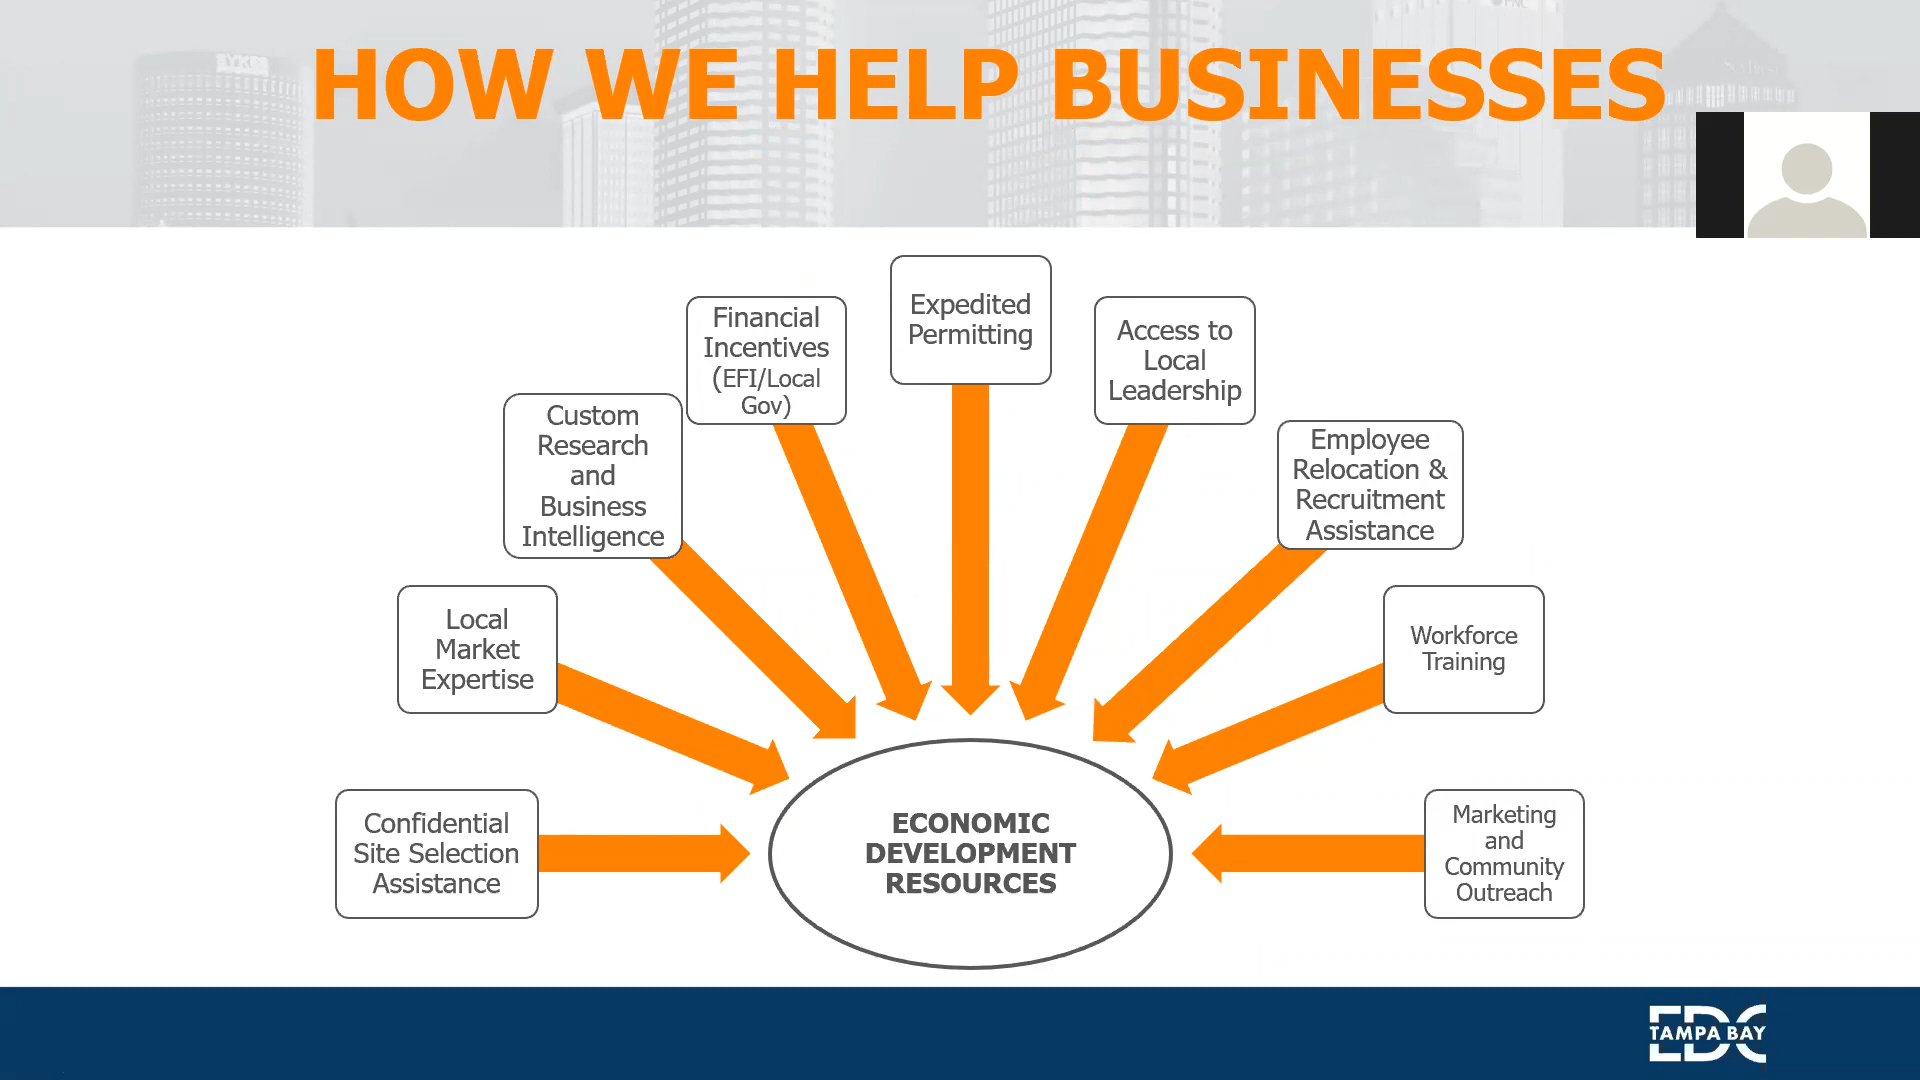 HOW WE HELP BUSINESSES
SYKES
PNC
Expedited
Permitting
Financial
Incentives
(EFI/Local
Gov)
Access to
Local
Leadership
Custom
Research
and
Business
Intelligence
Employee
Relocation &
Recruitment
Assistance
Local
Market
Expertise
Workforce
Training
Confidential
Site Selection
Assistance
ECONOMIC
DEVELOPMENT
RESOURCES
Marketing
and
Community
Outreach
EDC
TAMPA BAY